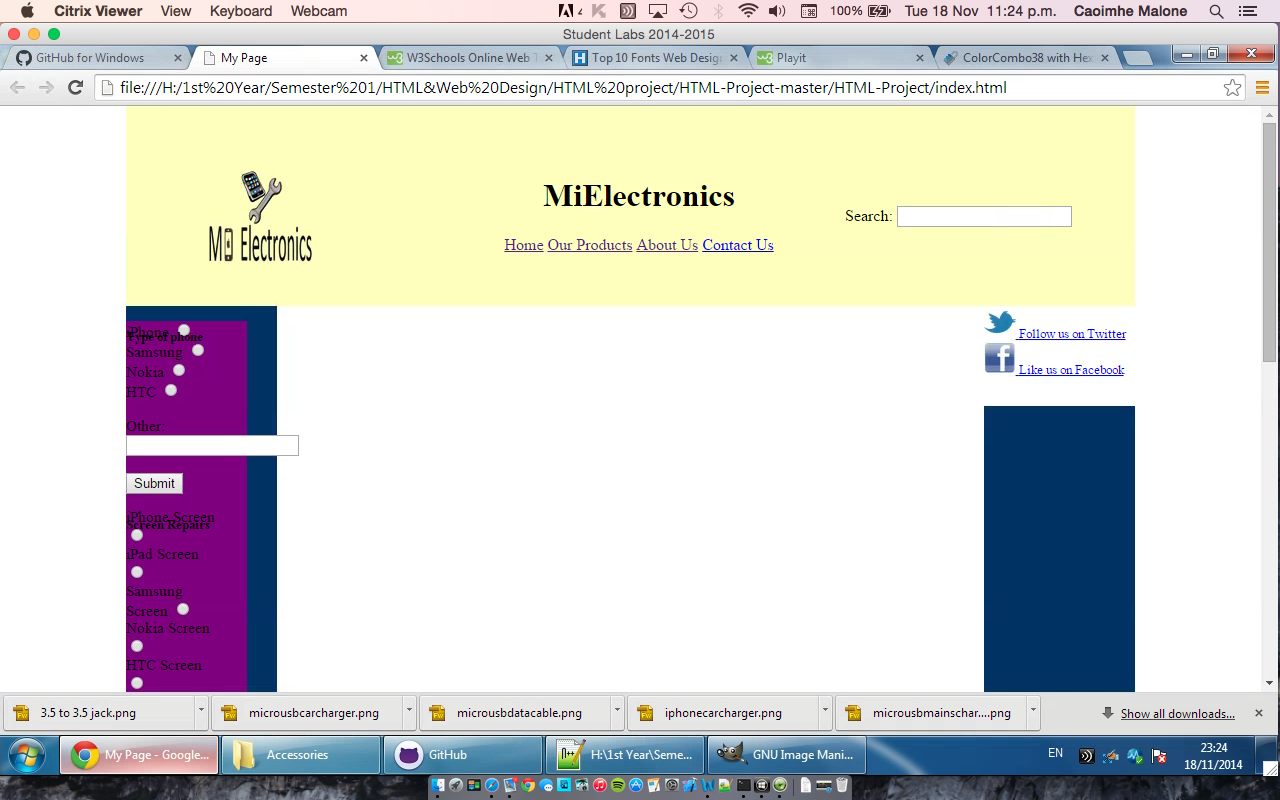 Citrix Viewer View Keyboard Webcam 4 100% Tue 18 Nov 11:24 p.m. Caoimhe Malone
Student Labs 2014-2015
GitHub for Windows My Page W3Schools Online Web T Top 10 Fonts Web Desig Playit ColorCombo38 with Hex
file:///H:/1st%20Year/Semester%201/HTML&Web%20Design/HTML%20project/HTML-Project-master/HTML-Project/index.html
Mi Electronics
MiElectronics
Search:
Home Our Products About Us Contact Us
iPhone
Type of phone
Samsung
Nokia
HTC
Other:
Submit
iPhone Screen
Screen Repairs
iPad Screen
Samsung
Screen
Nokia Screen
HTC Screen
Follow us on Twitter
Like us on Facebook
3.5 to 3.5 jack.png microusbcarcharger.png microusbdatacable.png iphonecarcharger.png microusbmainschar....png Show all downloads...
My Page - Google... Accessories GitHub H:\1st Year\Seme... GNU Image Mani... EN 23:24
18/11/2014